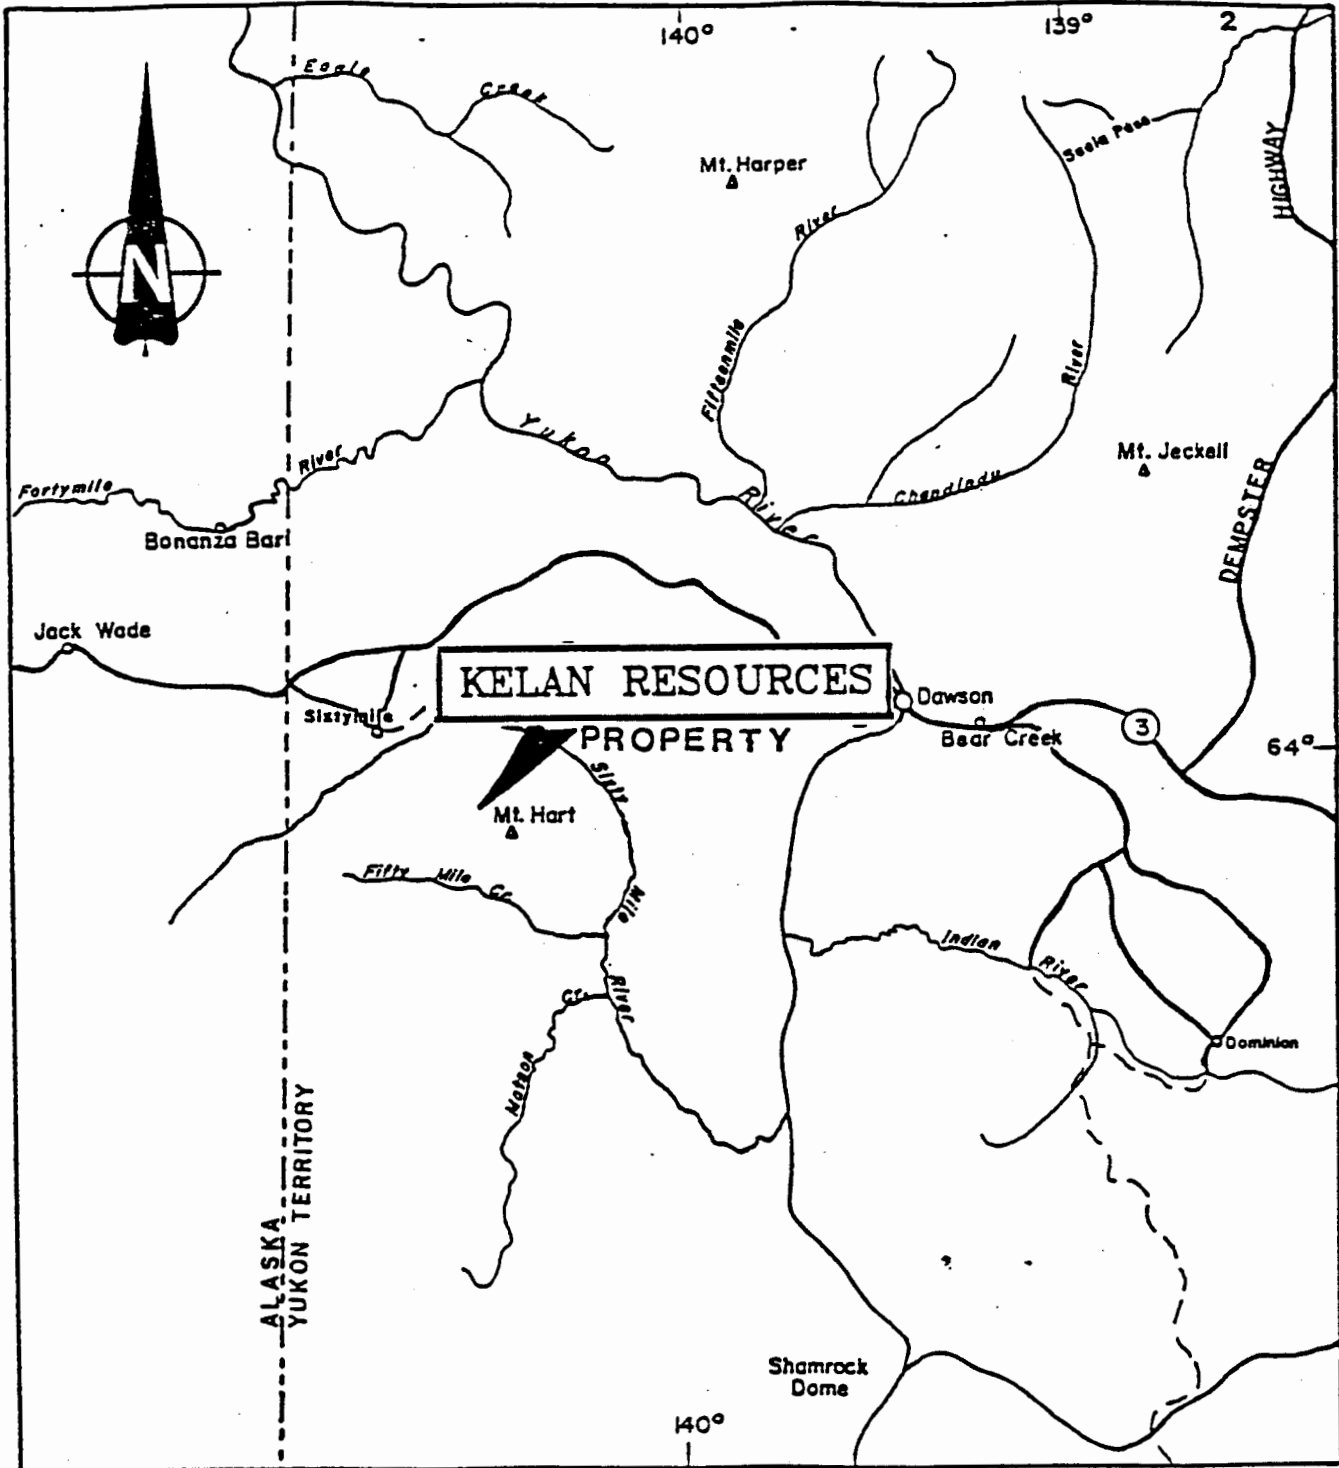 140°
139°
2
Eagle
Creek
Mt. Harper
Seela Pass
HIGHWAY
N
River
Fifteenmile
River
Yukon
River
Mt. Jeckell
Fortymile
River
Chandindu
DEMPSTER
Bonanza Bar
Jack Wade
KELAN RESOURCES
PROPERTY
Sixtymile
Dawson
Bear Creek
3
64°
Sixty
Mile
River
Mt. Hart
Fifty Mile Cr.
Indian
River
Cr.
Matson
Dominion
ALASKA
YUKON TERRITORY
Shamrock
Dome
140°